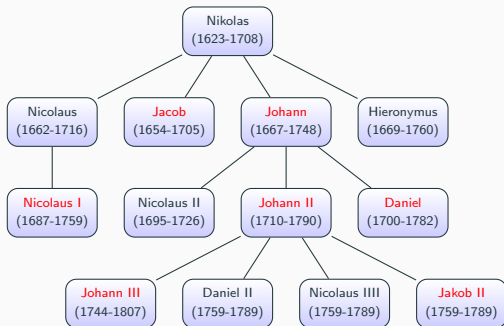 Nikolas
(1623-1708)
Nicolaus
(1662-1716)
Jacob
(1654-1705)
Johann
(1667-1748)
Hieronymus
(1669-1760)
Nicolaus I
(1687-1759)
Nicolaus II
(1695-1726)
Johann II
(1710-1790)
Daniel
(1700-1782)
Johann III
(1744-1807)
Daniel II
(1759-1789)
Nicolaus IIII
(1759-1789)
Jakob II
(1759-1789)